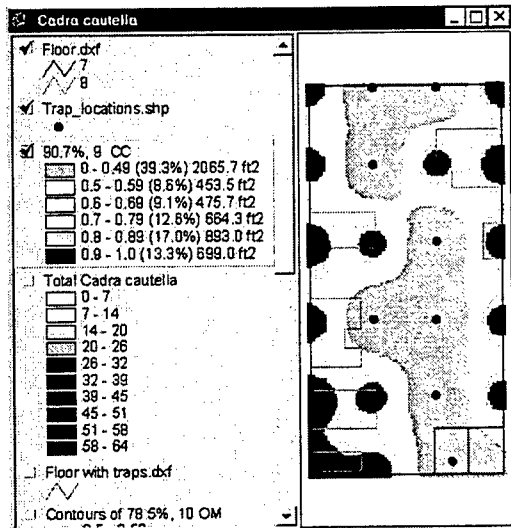 Cadra cautella
Floor.dxf
7
8
Trap_locations.shp
90.7%, 9 CC
0 - 0.49 (39.3%) 2065.7 ft2
0.5 - 0.59 (8.6%) 453.5 ft2
0.6 - 0.69 (9.1%) 475.7 ft2
0.7 - 0.79 (12.6%) 664.3 ft2
0.8 - 0.89 (17.0%) 893.0 ft2
0.9 - 1.0 (13.3%) 699.0 ft2
Total Cadra cautella
0 - 7
7 - 14
14 - 20
20 - 26
26 - 32
32 - 39
39 - 45
45 - 51
51 - 58
58 - 64
Floor with traps.dxf
Contours of 78.5%, 10 OM